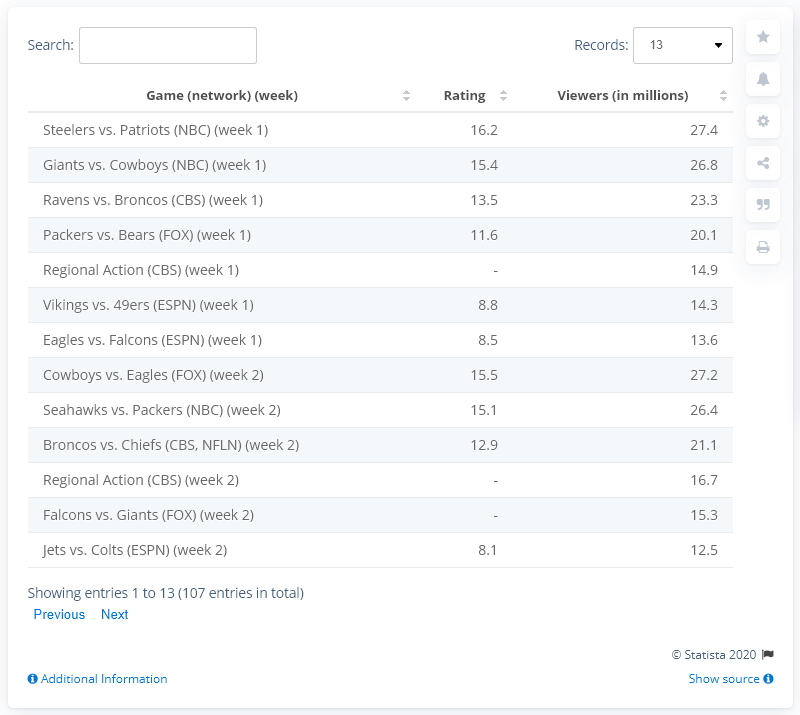 Search:
Records: 13
Game (network) (week) Rating Viewers (in millions)
Steelers vs. Patriots (NBC) (week 1) 16.2 27.4
Giants vs. Cowboys (NBC) (week 1) 15.4 26.8
Ravens vs. Broncos (CBS) (week 1) 13.5 23.3
Packers vs. Bears (FOX) (week 1) 11.6 20.1
Regional Action (CBS) (week 1) - 14.9
Vikings vs. 49ers (ESPN) (week 1) 8.8 14.3
Eagles vs. Falcons (ESPN) (week 1) 8.5 13.6
Cowboys vs. Eagles (FOX) (week 2) 15.5 27.2
Seahawks vs. Packers (NBC) (week 2) 15.1 26.4
Broncos vs. Chiefs (CBS, NFLN) (week 2) 12.9 21.1
Regional Action (CBS) (week 2) - 16.7
Falcons vs. Giants (FOX) (week 2) - 15.3
Jets vs. Colts (ESPN) (week 2) 8.1 12.5
Showing entries 1 to 13 (107 entries in total)
Previous Next
© Statista 2020
Additional Information
Show source